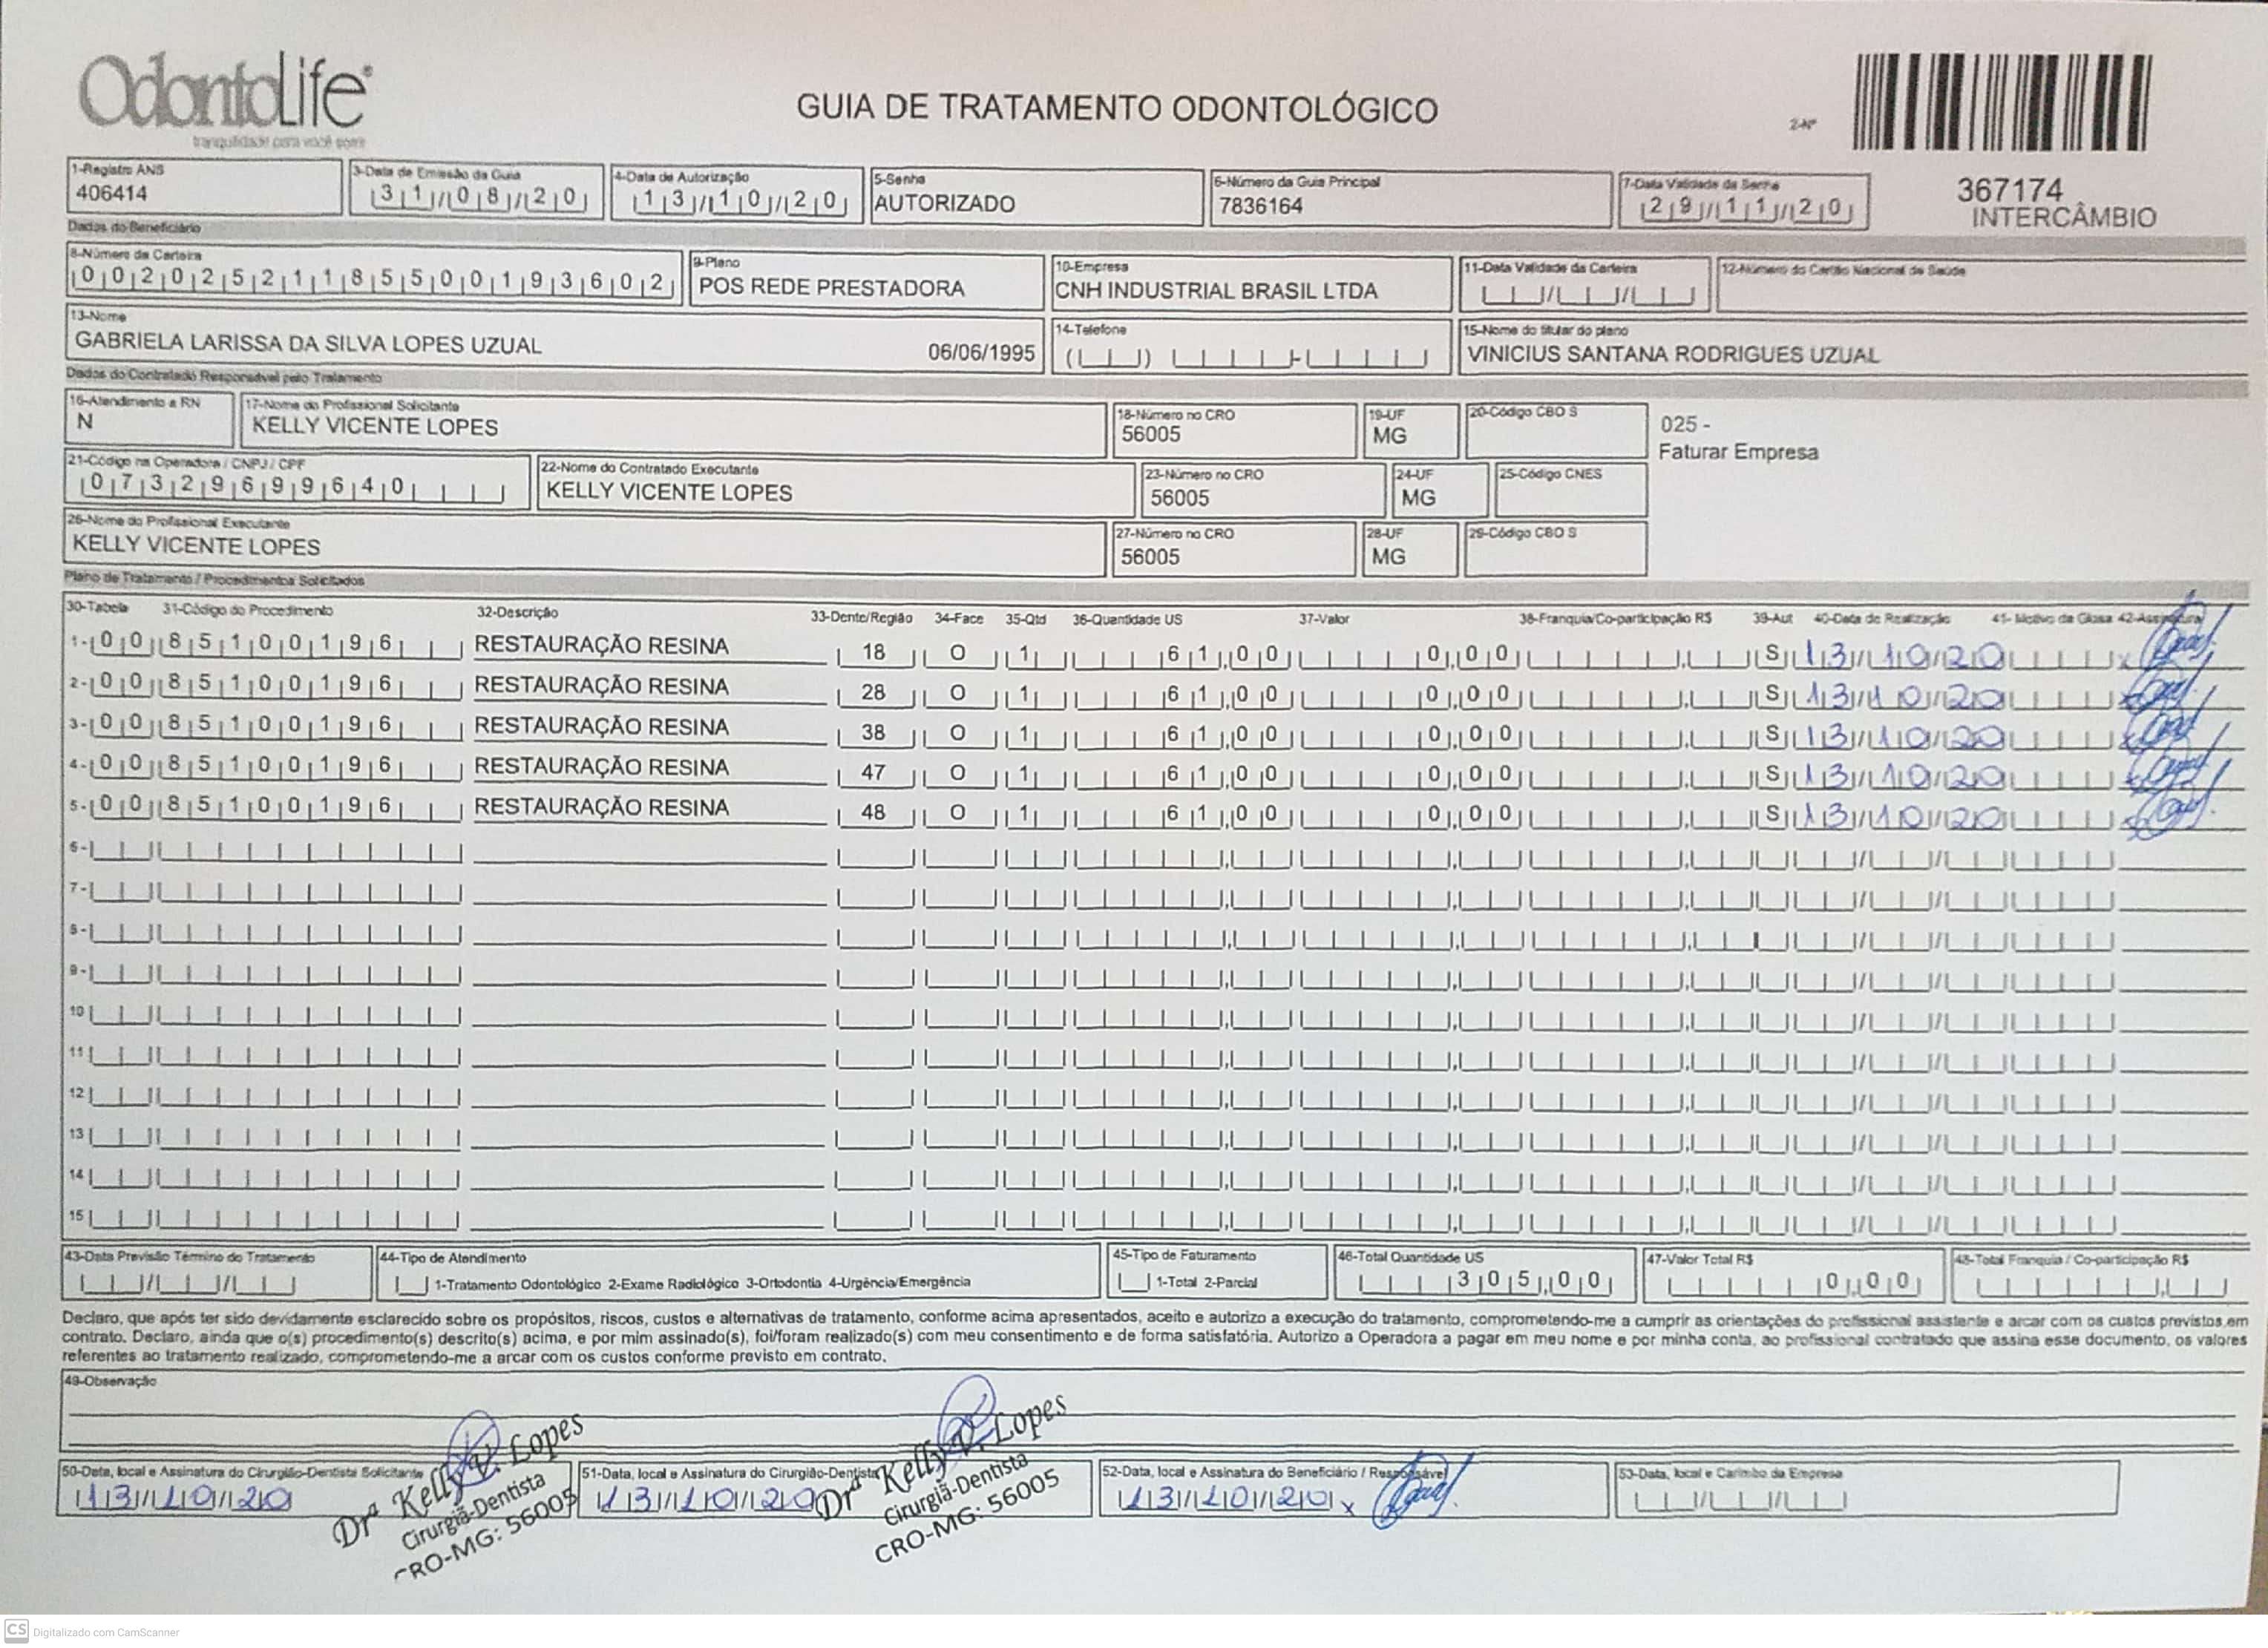 OdontoLife®
tranquilidade para você sorrir
GUIA DE TRATAMENTO ODONTOLÓGICO
2-Nº
367174
INTERCÂMBIO
1-Registro ANS
406414
3-Data de Emissão da Guia
31/08/20
4-Data de Autorização
13/10/20
5-Senha
AUTORIZADO
6-Número da Guia Principal
7836164
7-Data Validade da Senha
29/11/20
Dados do Beneficiário
8-Número da Carteira
00202521185500193602
9-Plano
POS REDE PRESTADORA
10-Empresa
CNH INDUSTRIAL BRASIL LTDA
11-Data Validade da Carteira
12-Número do Cartão Nacional de Saúde
13-Nome
GABRIELA LARISSA DA SILVA LOPES UZUAL 06/06/1995
14-Telefone
15-Nome do titular do plano
VINICIUS SANTANA RODRIGUES UZUAL
Dados do Contratado Responsável pelo Tratamento
16-Atendimento a RN
N
17-Nome do Profissional Solicitante
KELLY VICENTE LOPES
18-Número no CRO
56005
19-UF
MG
20-Código CBO S
025 -
Faturar Empresa
21-Código na Operadora / CNPJ / CPF
07329699640
22-Nome do Contratado Executante
KELLY VICENTE LOPES
23-Número no CRO
56005
24-UF
MG
25-Código CNES
26-Nome do Profissional Executante
KELLY VICENTE LOPES
27-Número no CRO
56005
28-UF
MG
29-Código CBO S
Plano de Tratamento / Procedimentos Solicitados
30-Tabela 31-Código do Procedimento 32-Descrição 33-Dente/Região 34-Face 35-Qtd 36-Quantidade US 37-Valor 38-Franquia/Co-participação R$ 39-Aut 40-Data de Realização 41- Motivo da Glosa 42-Assinatura
1- 00 85100196 RESTAURAÇÃO RESINA 18 O 1 61,00 0,00 S 13/10/20 x
2- 00 85100196 RESTAURAÇÃO RESINA 28 O 1 61,00 0,00 S 13/10/20 x
3- 00 85100196 RESTAURAÇÃO RESINA 38 O 1 61,00 0,00 S 13/10/20 x
4- 00 85100196 RESTAURAÇÃO RESINA 47 O 1 61,00 0,00 S 13/10/20 x
5- 00 85100196 RESTAURAÇÃO RESINA 48 O 1 61,00 0,00 S 13/10/20 x
6-
7-
8-
9-
10
11
12
13
14
15
43-Data Previsão Término do Tratamento
44-Tipo de Atendimento
1-Tratamento Odontológico 2-Exame Radiológico 3-Ortodontia 4-Urgência/Emergência
45-Tipo de Faturamento
1-Total 2-Parcial
46-Total Quantidade US
305,00
47-Valor Total R$
0,00
48-Total Franquia / Co-participação R$
Declaro, que após ter sido devidamente esclarecido sobre os propósitos, riscos, custos e alternativas de tratamento, conforme acima apresentados, aceito e autorizo a execução do tratamento, comprometendo-me a cumprir as orientações do profissional assistente e arcar com os custos previstos em
contrato. Declaro, ainda que o(s) procedimento(s) descrito(s) acima, e por mim assinado(s), foi/foram realizado(s) com meu consentimento e de forma satisfatória. Autorizo a Operadora a pagar em meu nome e por minha conta, ao profissional contratado que assina esse documento, os valores
referentes ao tratamento realizado, comprometendo-me a arcar com os custos conforme previsto em contrato.
49-Observação
50-Data, local e Assinatura do Cirurgião-Dentista Solicitante
13/10/20
Drª Kelly V. Lopes
Cirurgiã-Dentista
CRO-MG: 56005
51-Data, local e Assinatura do Cirurgião-Dentista
13/10/20
Drª Kelly V. Lopes
Cirurgiã-Dentista
CRO-MG: 56005
52-Data, local e Assinatura do Beneficiário / Responsável
13/10/20 x
53-Data, local e Carimbo da Empresa
CS Digitalizado com CamScanner